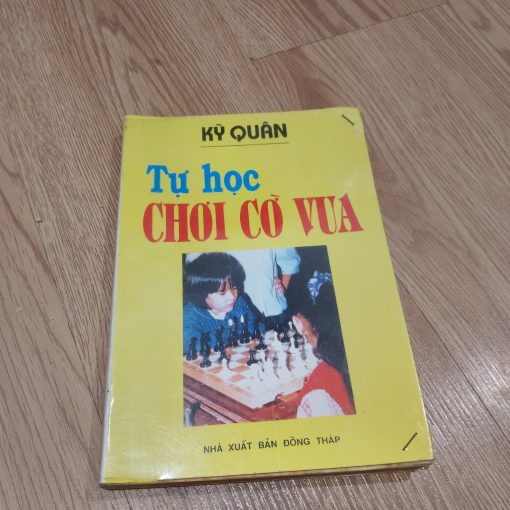 KỲ QUÂN
Tự học
CHƠI CỜ VUA
NHÀ XUẤT BẢN ĐỒNG THÁP